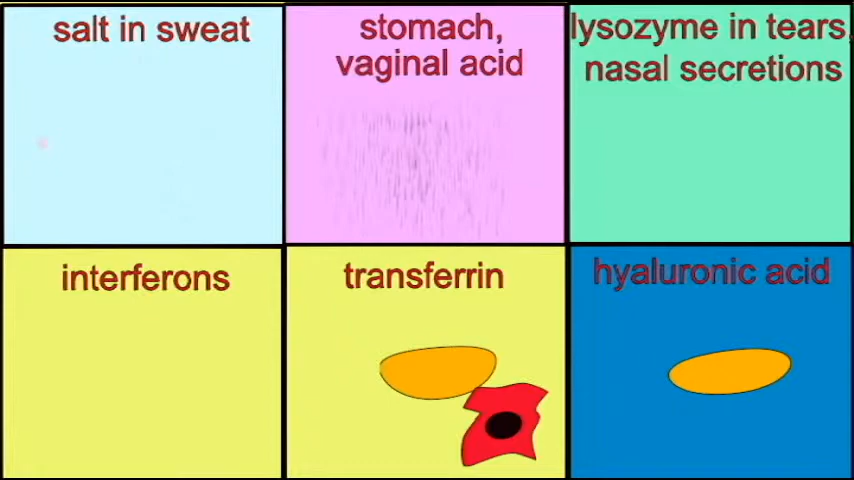 salt in sweat
stomach,
vaginal acid
lysozyme in tears,
nasal secretions
interferons
transferrin
hyaluronic acid